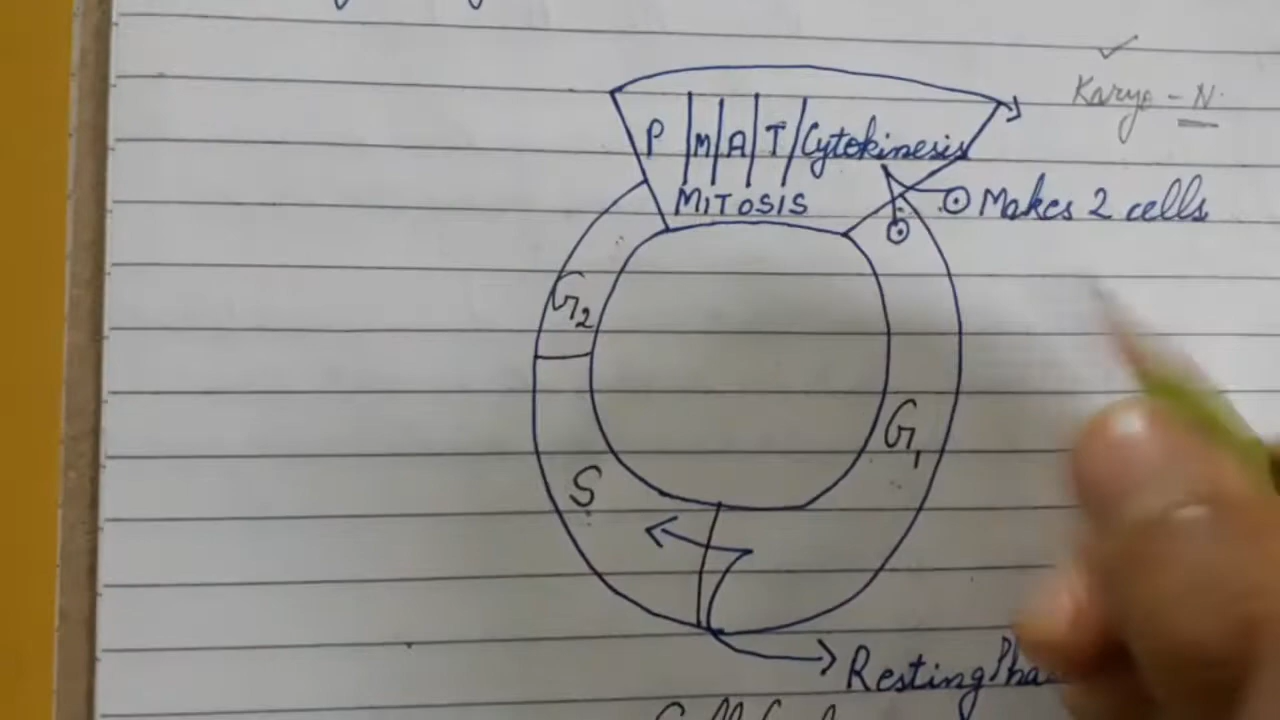 Karyo - N
P M A T Cytokinesis
MITOSIS
Makes 2 cells
G2
G1
S
Resting